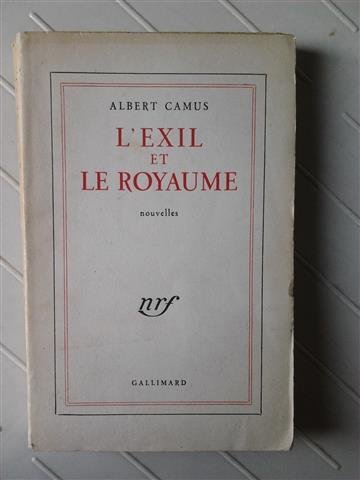 ALBERT CAMUS
L'EXIL
ET
LE ROYAUME
nouvelles
nrf
GALLIMARD